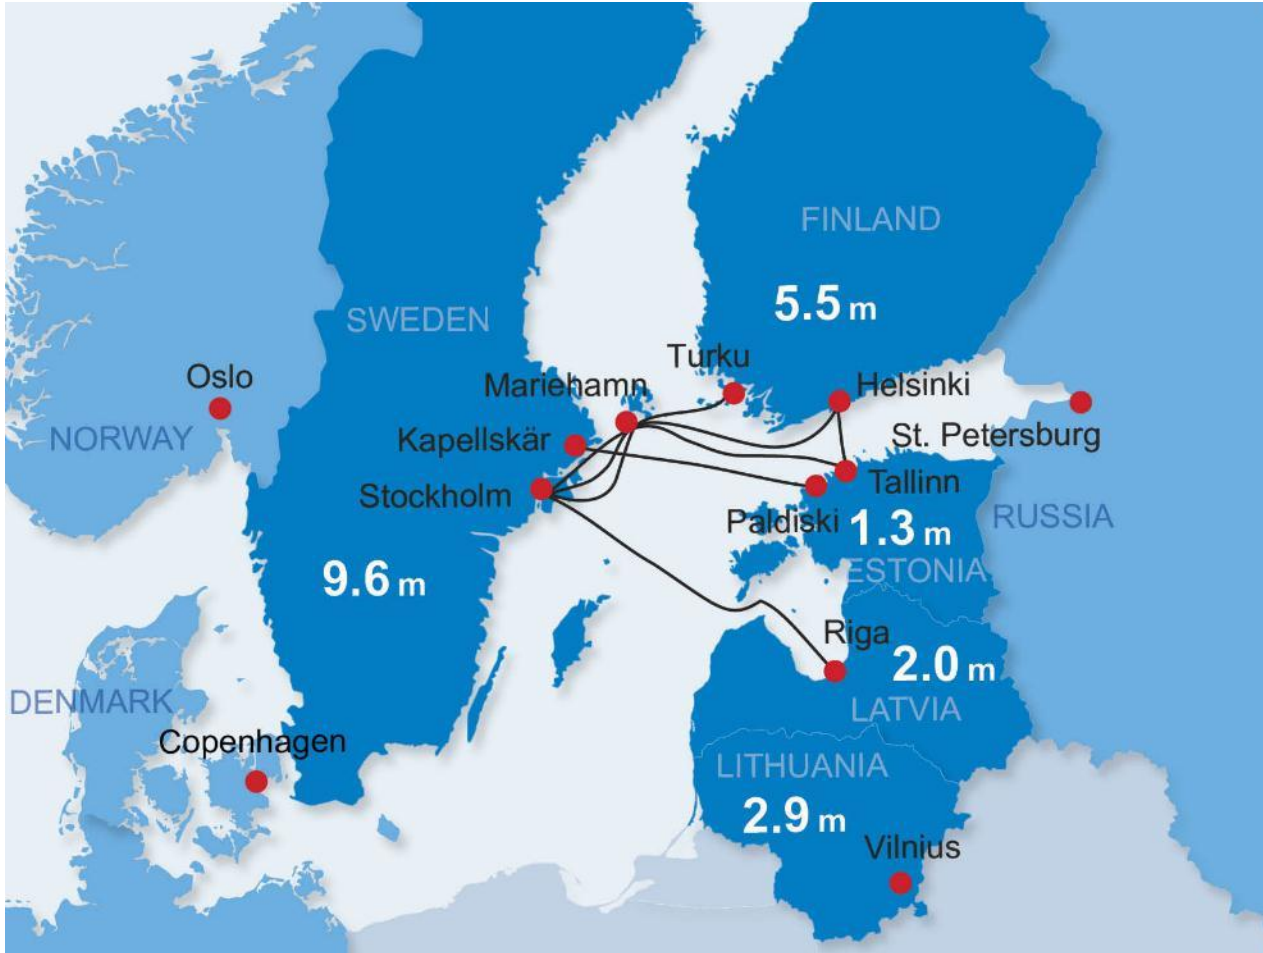 FINLAND
5.5 m
SWEDEN
Turku
Oslo
Mariehamn
Helsinki
NORWAY
Kapellskär
St. Petersburg
Stockholm
Tallinn
Paldiski
1.3 m
RUSSIA
9.6 m
ESTONIA
Riga
2.0 m
DENMARK
LATVIA
Copenhagen
LITHUANIA
2.9 m
Vilnius